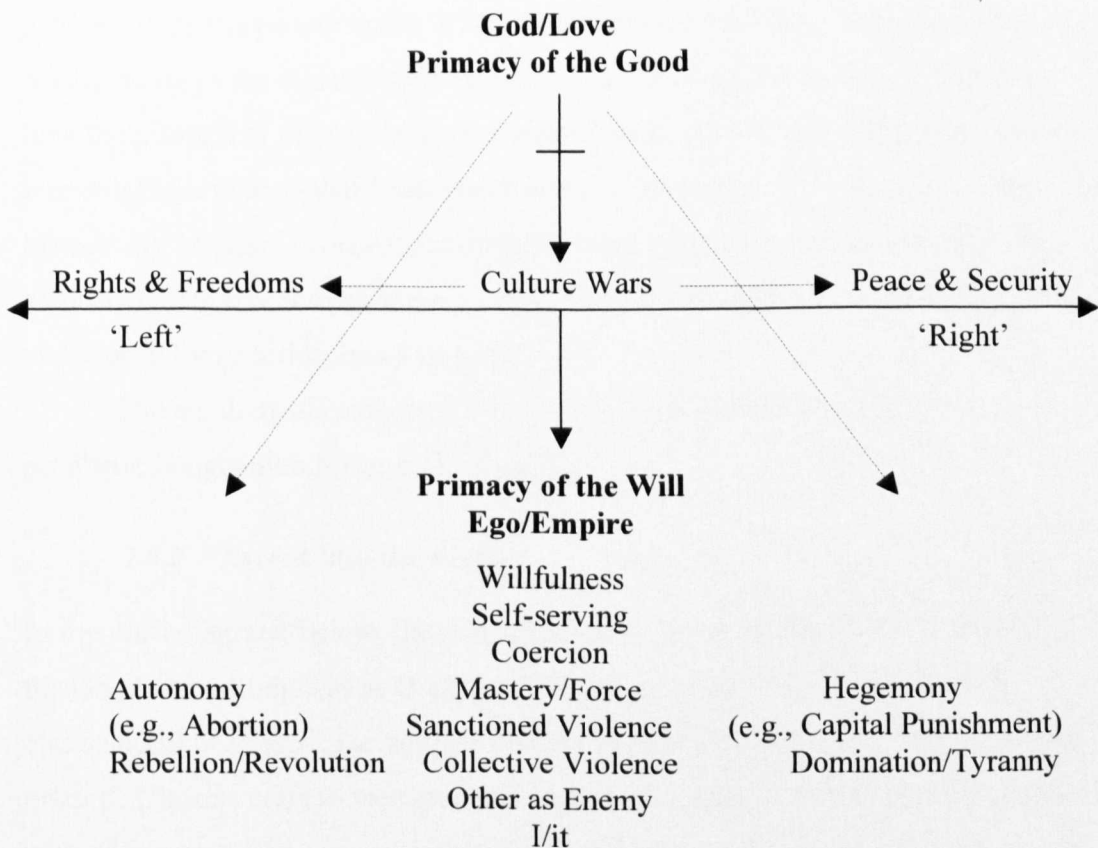 God/Love
Primacy of the Good
Rights & Freedoms Culture Wars Peace & Security
‘Left’ ‘Right’
Primacy of the Will
Ego/Empire
Willfulness
Self-serving
Coercion
Autonomy Mastery/Force Hegemony
(e.g., Abortion) Sanctioned Violence (e.g., Capital Punishment)
Rebellion/Revolution Collective Violence Domination/Tyranny
Other as Enemy
I/it